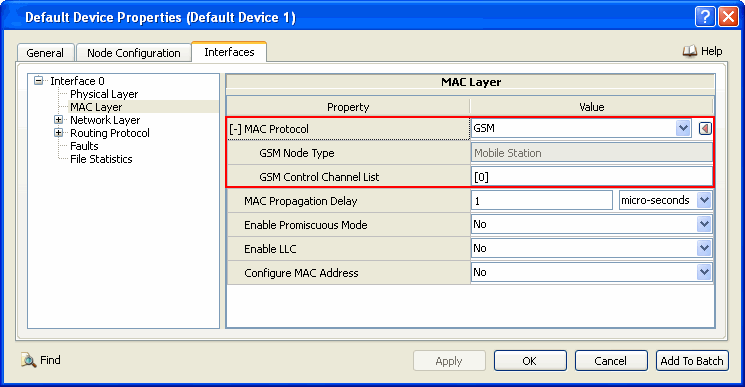 Default Device Properties (Default Device 1)
General Node Configuration Interfaces Help
Interface 0
Physical Layer
MAC Layer
Network Layer
Routing Protocol
Faults
File Statistics
MAC Layer
Property Value
[-] MAC Protocol GSM
GSM Node Type Mobile Station
GSM Control Channel List [0]
MAC Propagation Delay 1 micro-seconds
Enable Promiscuous Mode No
Enable LLC No
Configure MAC Address No
Find Apply OK Cancel Add To Batch